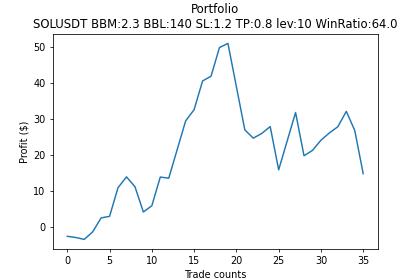 Portfolio
SOLUSDT BBM:2.3 BBL:140 SL:1.2 TP:0.8 lev:10 WinRatio:64.0
50
40
30
20
10
0
Profit ($)
0 5 10 15 20 25 30 35
Trade counts